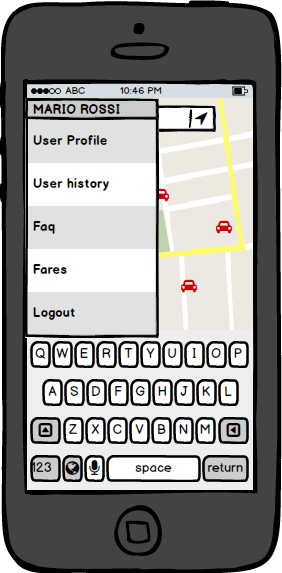 ABC 10:46 PM
MARIO ROSSI
User Profile
User history
Faq
Fares
Logout
Q W E R T Y U I O P
A S D F G H J K L
Z X C V B N M
123 space return